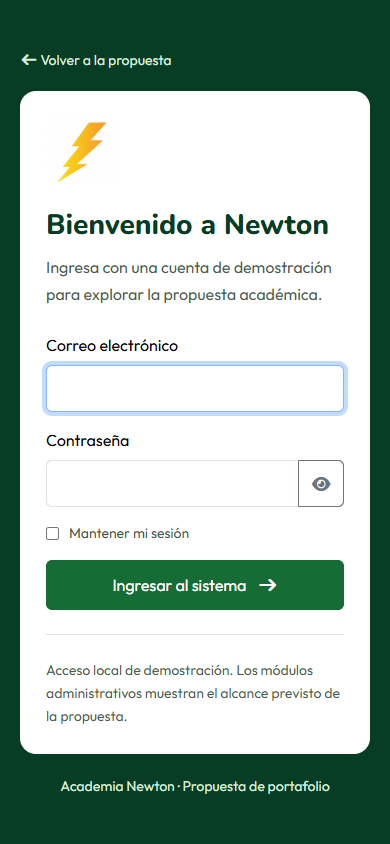 ← Volver a la propuesta
Bienvenido a Newton
Ingresa con una cuenta de demostración
para explorar la propuesta académica.
Correo electrónico
Contraseña
Mantener mi sesión
Ingresar al sistema →
Acceso local de demostración. Los módulos
administrativos muestran el alcance previsto de
la propuesta.
Academia Newton · Propuesta de portafolio